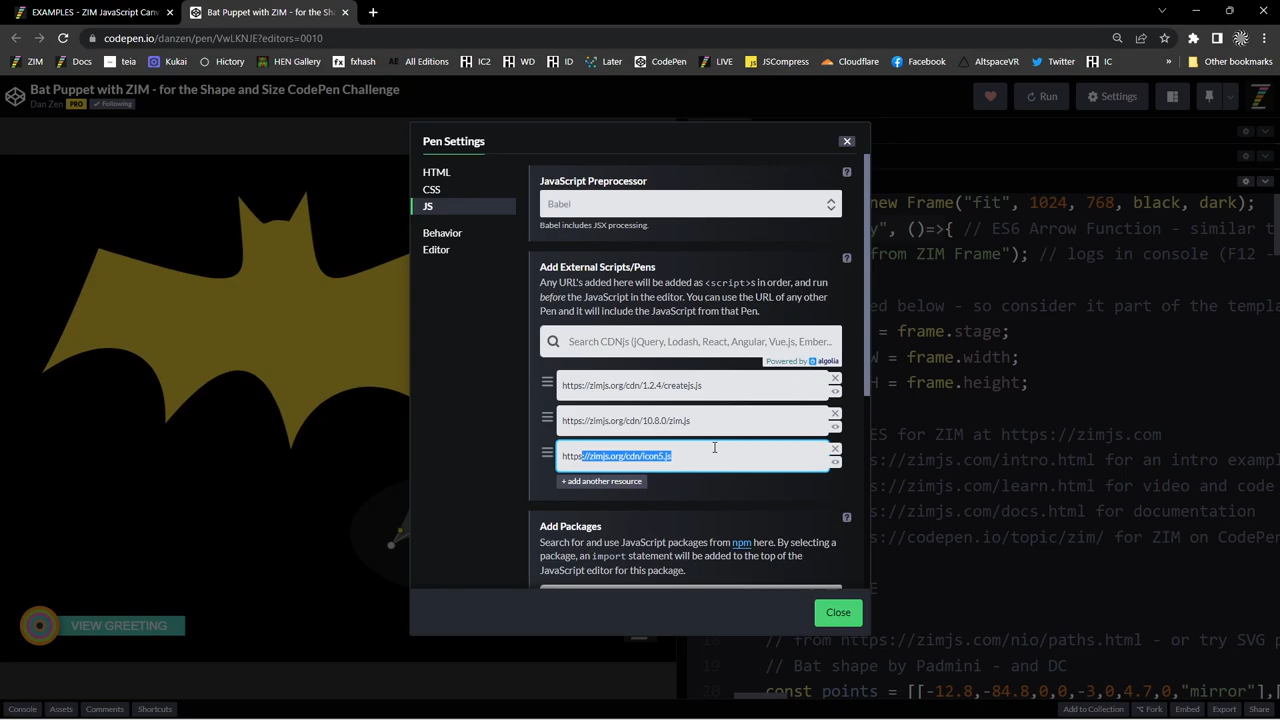 EXAMPLES - ZIM JavaScript Canv
Bat Puppet with ZIM - for the Sha
codepen.io/danzen/pen/VwLKNJE?editors=0010
ZIM
Docs
teia
Kukai
Hictory
HEN Gallery
fxhash
All Editions
IC2
WD
ID
Later
CodePen
LIVE
JSCompress
Cloudflare
Facebook
AltspaceVR
Twitter
IC
»
Other bookmarks
Bat Puppet with ZIM - for the Shape and Size CodePen Challenge
Dan Zen PRO Following
Run
Settings
Pen Settings
HTML
CSS
JS
Behavior
Editor
JavaScript Preprocessor
Babel
Babel includes JSX processing.
Add External Scripts/Pens
Any URL's added here will be added as <script>s in order, and run
before the JavaScript in the editor. You can use the URL of any other
Pen and it will include the JavaScript from that Pen.
Search CDNjs (jQuery, Lodash, React, Angular, Vue.js, Ember...
Powered by algolia
https://zimjs.org/cdn/1.2.4/createjs.js
https://zimjs.org/cdn/10.8.0/zim.js
https://zimjs.org/cdn/icon5.js
+ add another resource
Add Packages
Search for and use JavaScript packages from npm here. By selecting a
package, an import statement will be added to the top of the
JavaScript editor for this package.
Close
new Frame("fit", 1024, 768, black, dark);
y", ()=>{ // ES6 Arrow Function - similar t
from ZIM Frame"); // logs in console (F12 -
ed below - so consider it part of the templa
= frame.stage;
W = frame.width;
H = frame.height;
ES for ZIM at https://zimjs.com
s://zimjs.com/intro.html for an intro examp
s://zimjs.com/learn.html for video and code
s://zimjs.com/docs.html for documentation
s://codepen.io/topic/zim/ for ZIM on CodePen
E
18 // from https://zimjs.com/nio/paths.html - or try SVG p
19 // Bat shape by Padmini - and DC
20 const points = [[-12.8,-84.8,0,0,-3,0,4.7,0,"mirror"],[
VIEW GREETING
Console
Assets
Comments
Shortcuts
Add to Collection
Fork
Embed
Export
Share